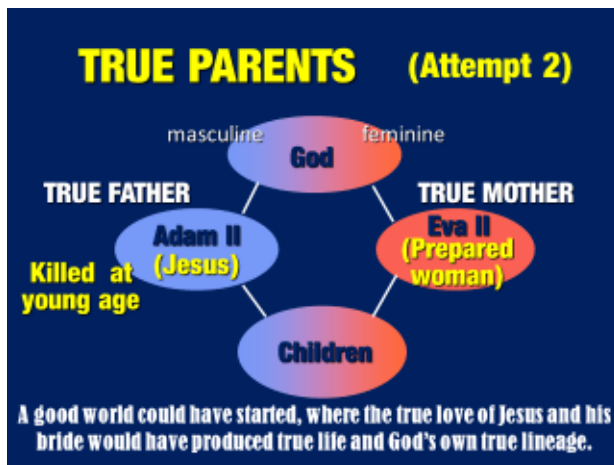 TRUE PARENTS (Attempt 2)
masculine feminine
God
TRUE FATHER TRUE MOTHER
Adam II
(Jesus)
Eva II
(Prepared
woman)
Killed at
young age
Children
A good world could have started, where the true love of Jesus and his
bride would have produced true life and God's own true lineage.